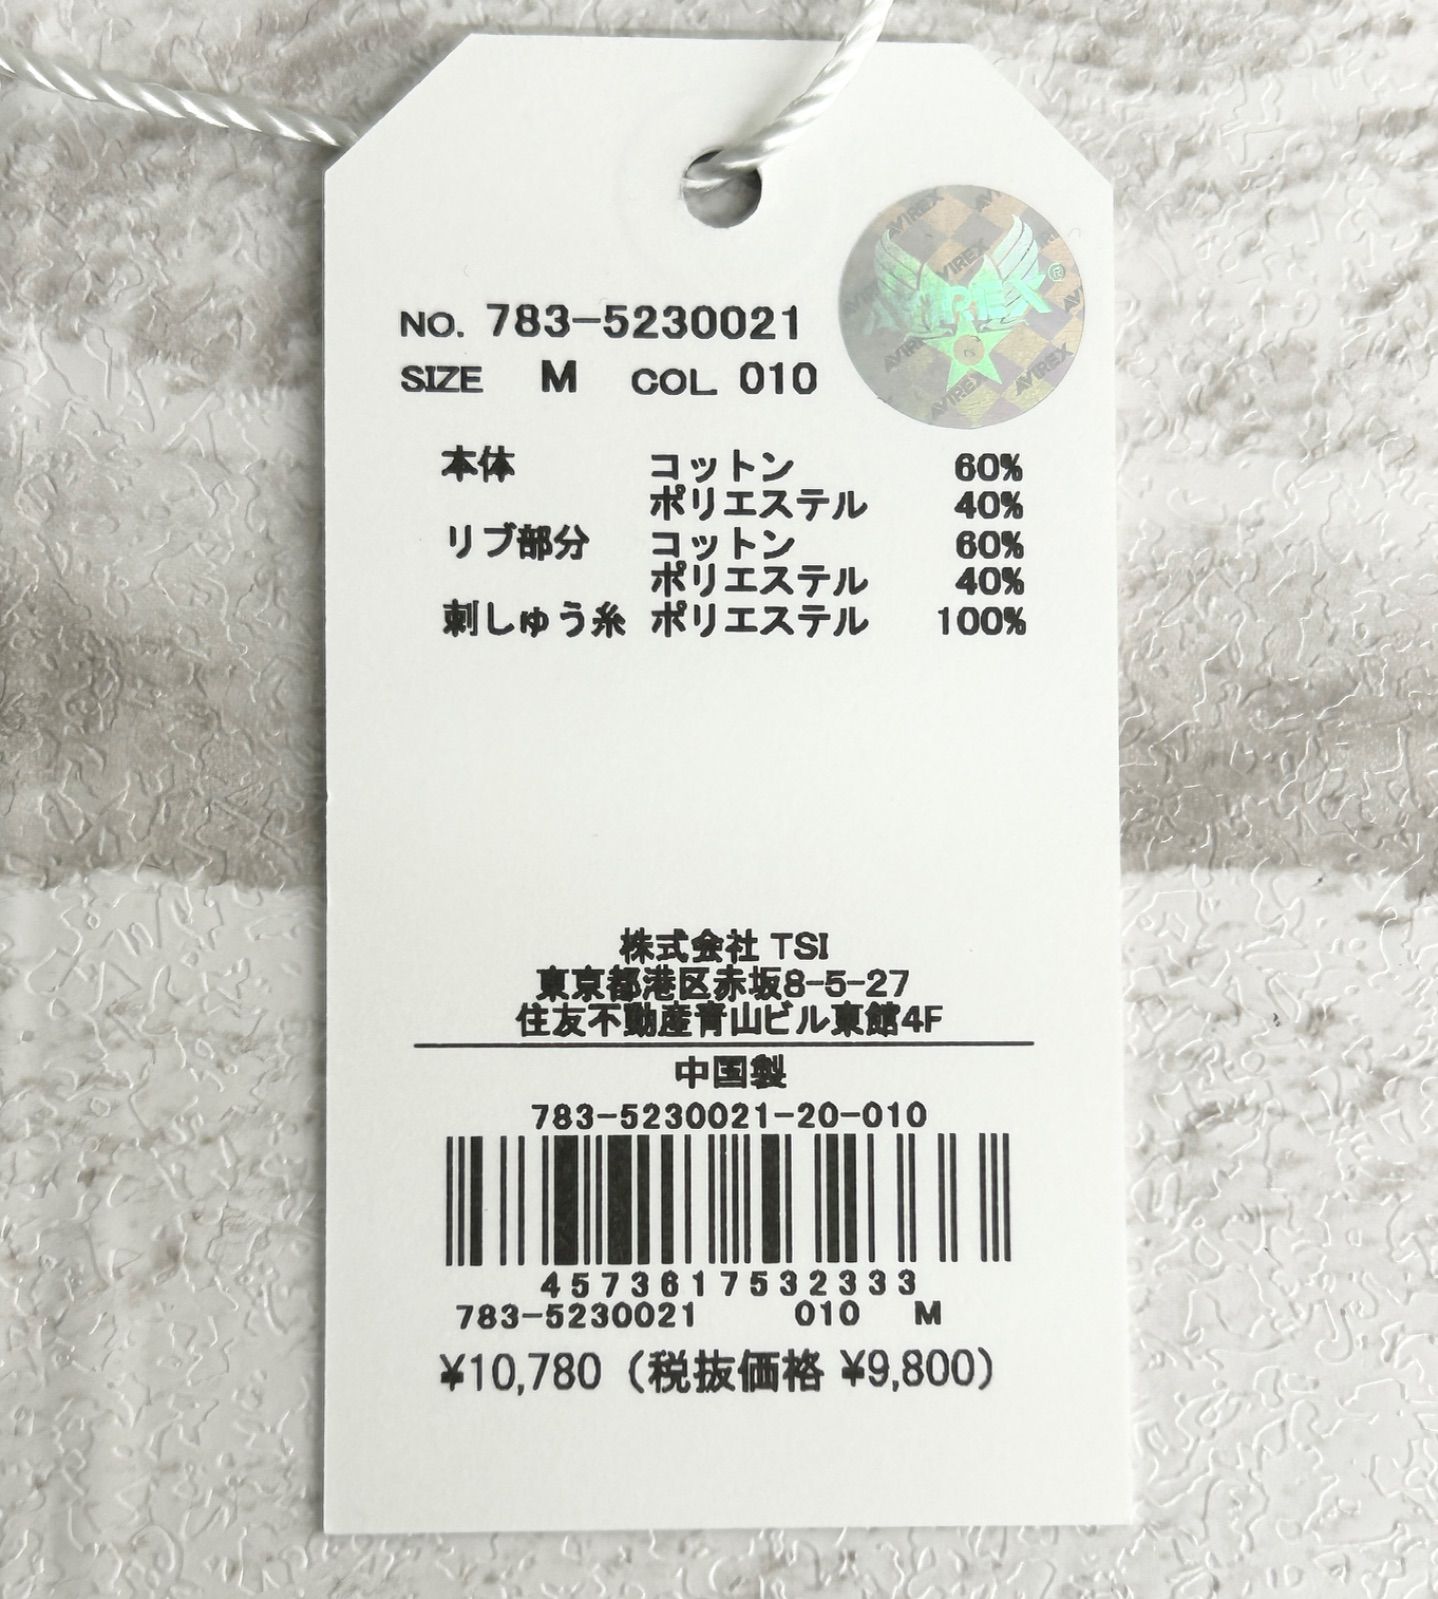 AVIREX
NO. 783-5230021
SIZE M COL. 010
本体 コットン 60%
ポリエステル 40%
リブ部分 コットン 60%
ポリエステル 40%
刺しゅう糸 ポリエステル 100%
株式会社 TSI
東京都港区赤坂8-5-27
住友不動産青山ビル東館4F
中国製
783-5230021-20-010
4573617532333
783-5230021 010 M
¥10,780 (税抜価格 ¥9,800)